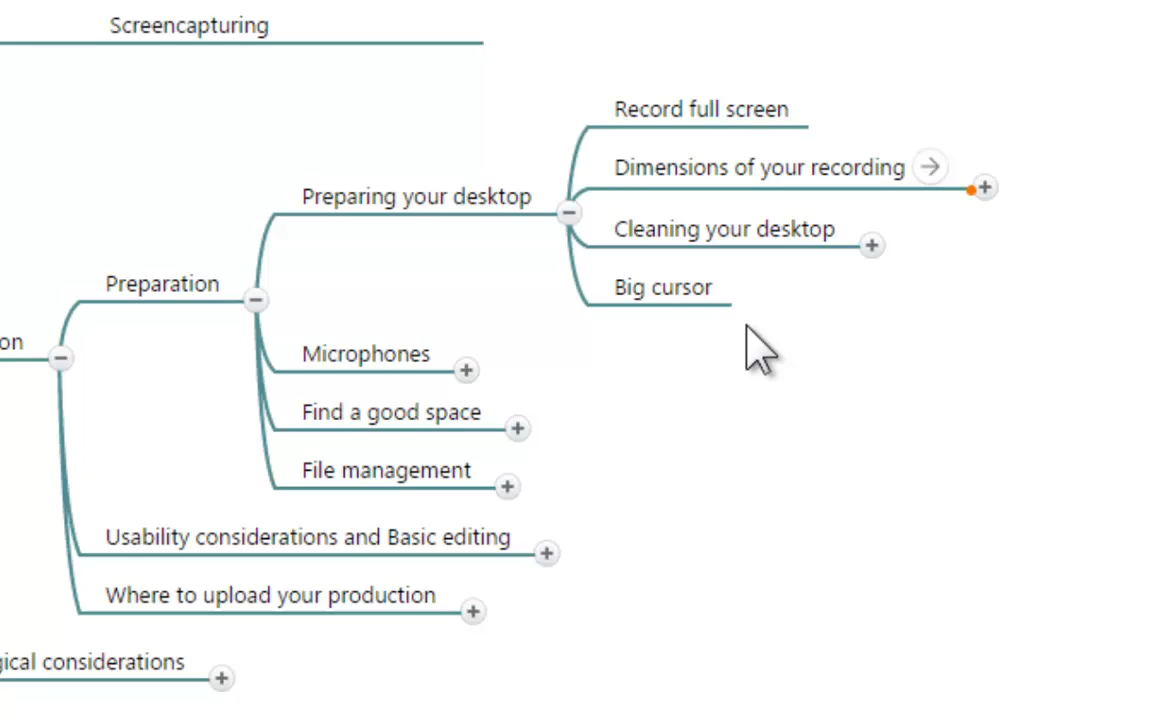 Screencapturing
Record full screen
Dimensions of your recording
Preparing your desktop
Cleaning your desktop
Preparation
Big cursor
on
Microphones
Find a good space
File management
Usability considerations and Basic editing
Where to upload your production
gical considerations